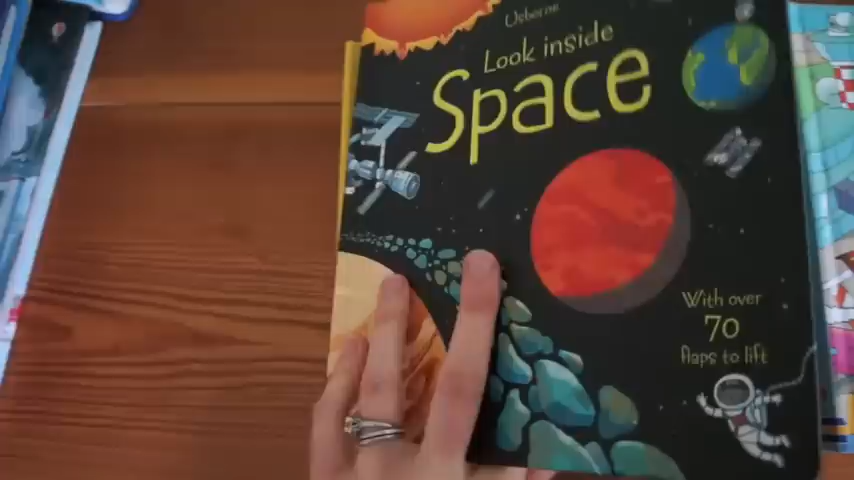 Usborne
Look inside
Space
With over
70
flaps to lift